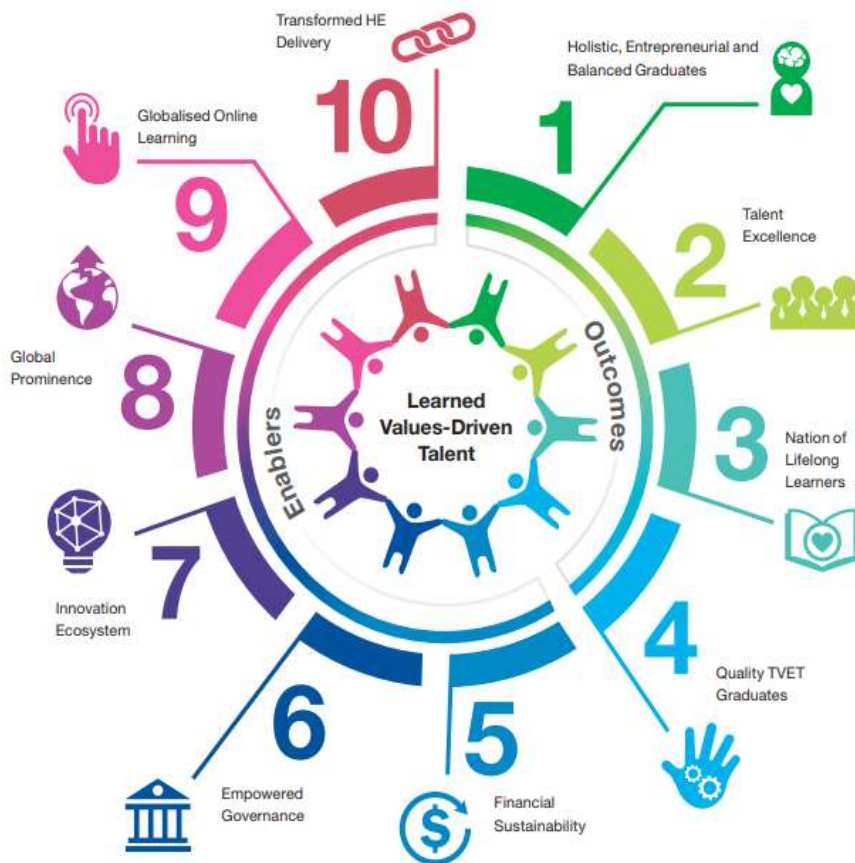 Transformed HE
Delivery
10
Holistic, Entrepreneurial and
Balanced Graduates
1
Globalised Online
Learning
9
Talent
Excellence
2
Global
Prominence
8
Nation of
Lifelong
Learners
3
Innovation
Ecosystem
7
Quality TVET
Graduates
4
Empowered
Governance
6
Financial
Sustainability
5
$
Enablers
Outcomes
Learned
Values-Driven
Talent